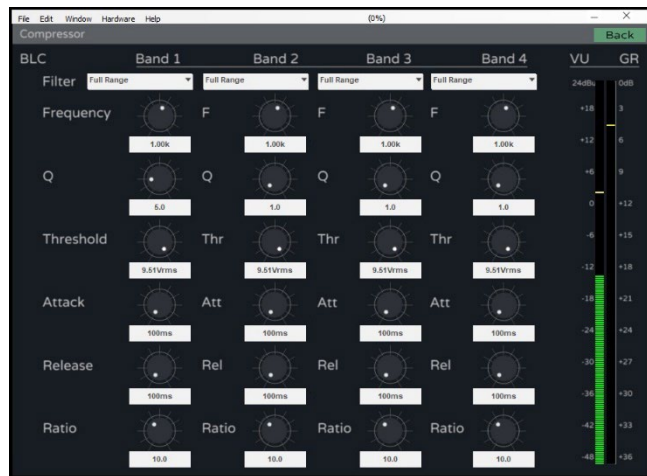 File Edit Window Hardware Help (0%)
Compressor Back
BLC Band 1 Band 2 Band 3 Band 4 VU GR
Filter Full Range Full Range Full Range Full Range
24dBu 0dB
Frequency F F F
+18 3
1.00k 1.00k 1.00k 1.00k
+12 6
Q Q Q Q
+6 9
5.0 1.0 1.0 1.0
0 +12
Threshold Thr Thr Thr
-6 +15
9.51Vrms 9.51Vrms 9.51Vrms 9.51Vrms
-12 +18
Attack Att Att Att
-18 +21
100ms 100ms 100ms 100ms
-24 +24
Release Rel Rel Rel
-30 +27
100ms 100ms 100ms 100ms
-36 +30
Ratio Ratio Ratio Ratio
-42 +33
10.0 10.0 10.0 10.0
-48 +36